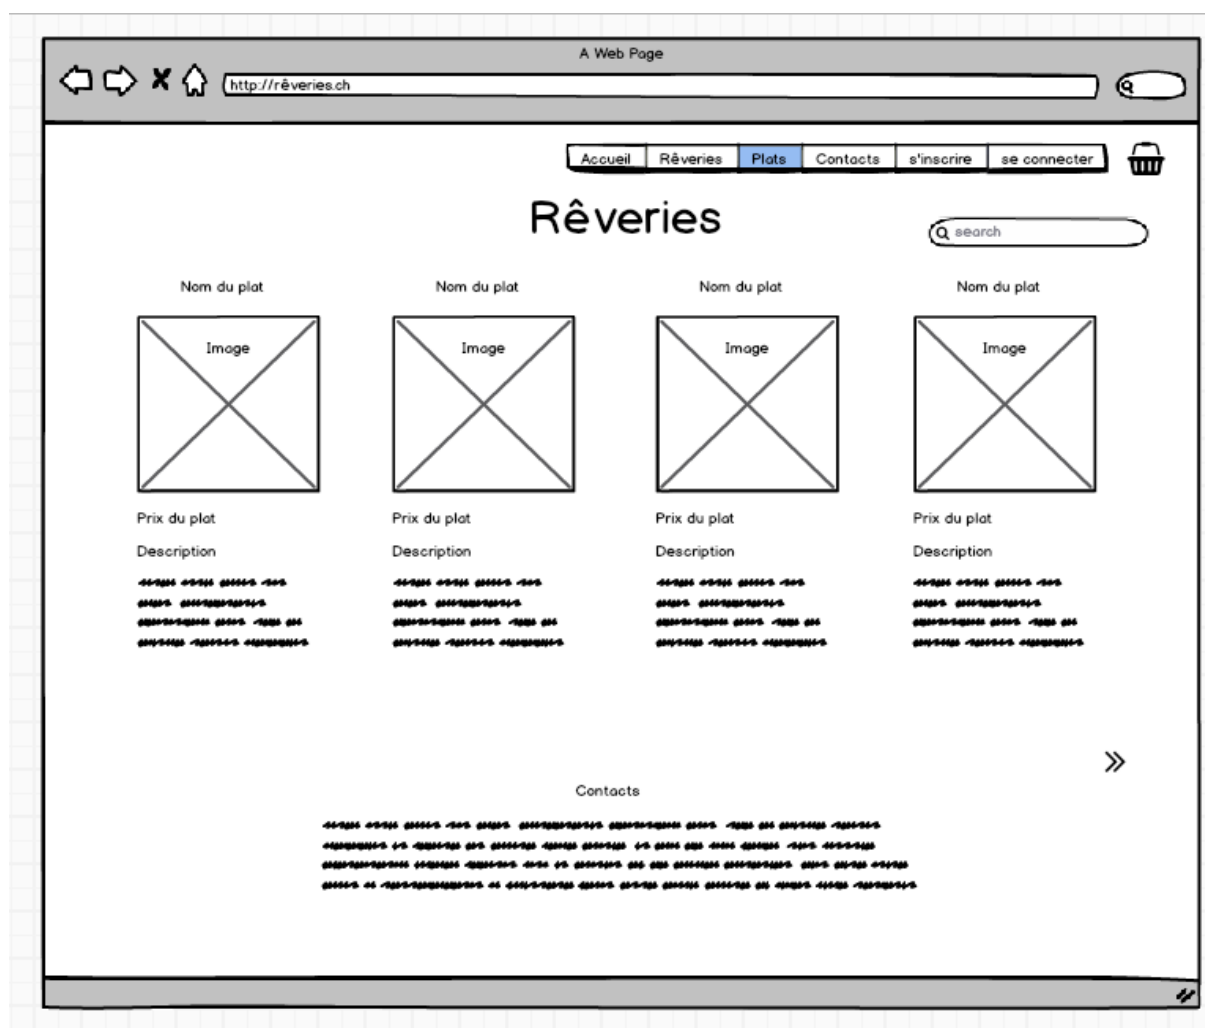 A Web Page
http://rêveries.ch
Accueil Rêveries Plats Contacts s'inscrire se connecter
Rêveries
search
Nom du plat Nom du plat Nom du plat Nom du plat
Image Image Image Image
Prix du plat Prix du plat Prix du plat Prix du plat
Description Description Description Description
Contacts